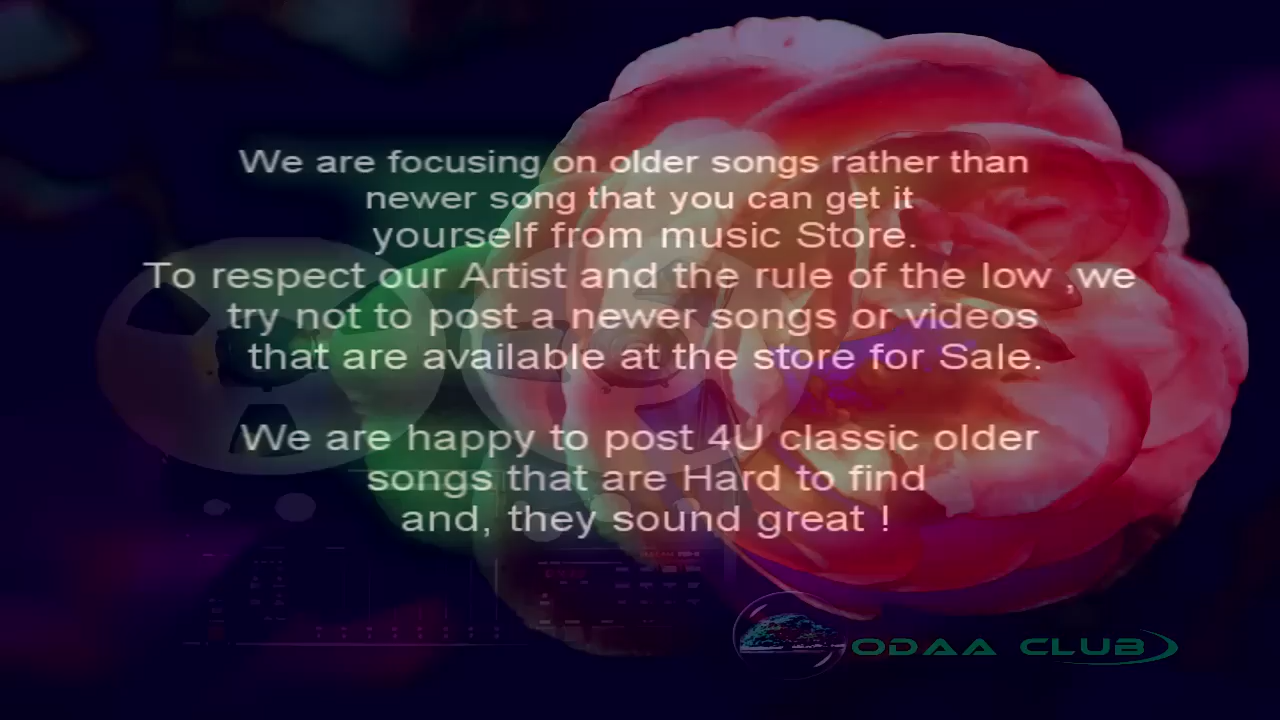 We are focusing on older songs rather than
newer song that you can get it
yourself from music Store.
To respect our Artist and the rule of the low ,we
try not to post a newer songs or videos
that are available at the store for Sale.
We are happy to post 4U classic older
songs that are Hard to find
and, they sound great !
ODAA CLUB